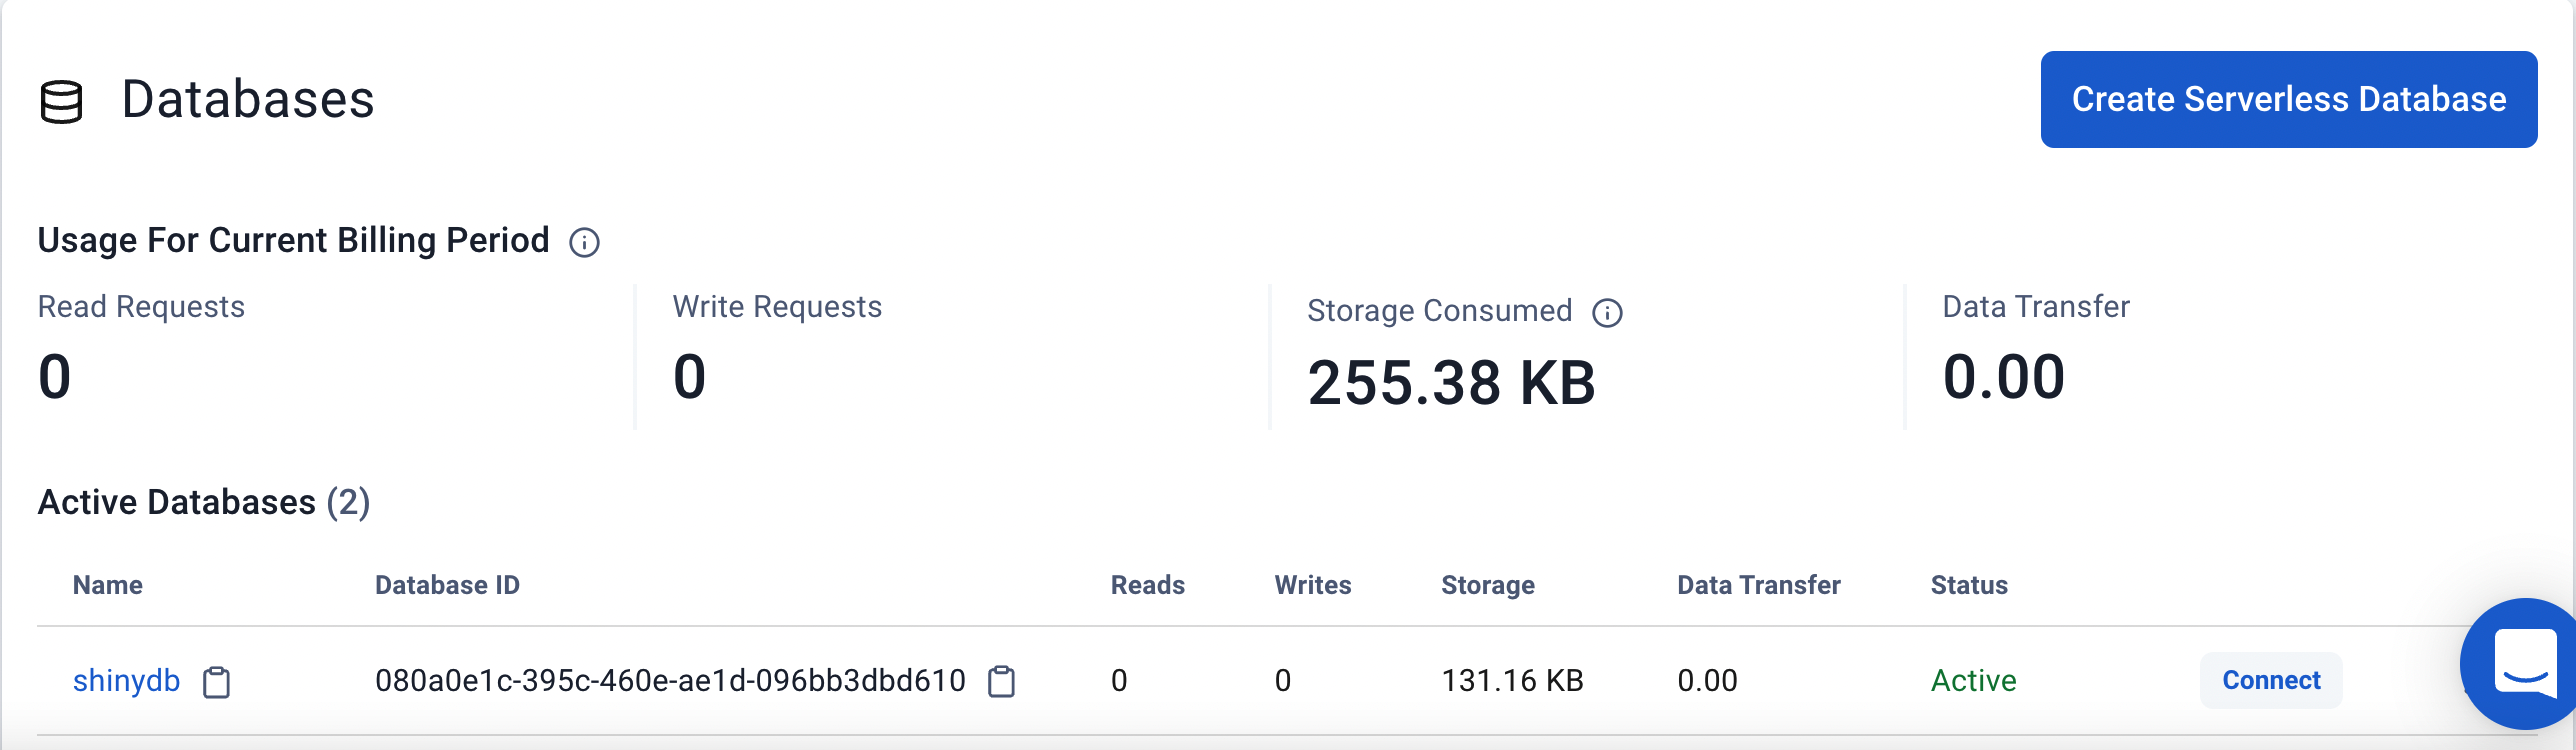 Databases
Create Serverless Database
Usage For Current Billing Period
Read Requests
0
Write Requests
0
Storage Consumed
255.38 KB
Data Transfer
0.00
Active Databases (2)
Name Database ID Reads Writes Storage Data Transfer Status
shinydb 080a0e1c-395c-460e-ae1d-096bb3dbd610 0 0 131.16 KB 0.00 Active Connect